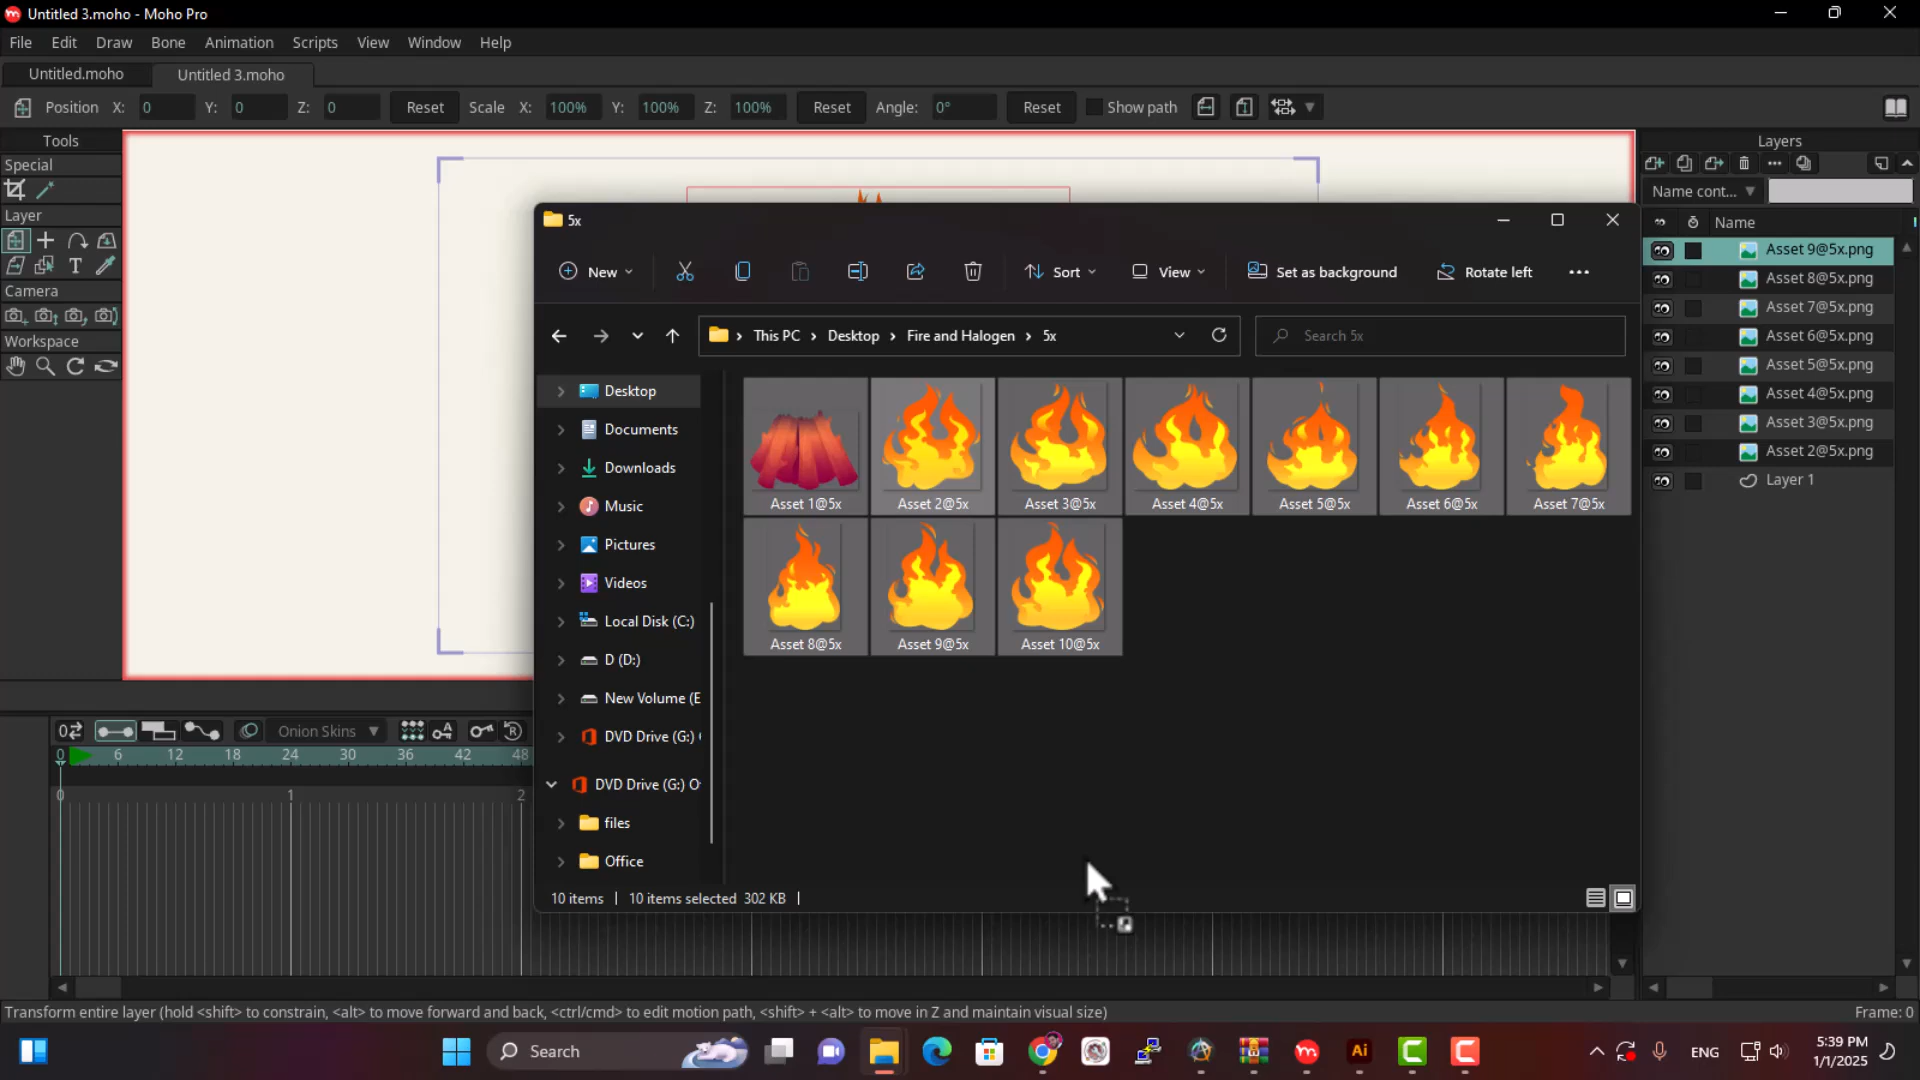 Untitled 3.moho - Moho Pro
File Edit Draw Bone Animation Scripts View Window Help
Untitled.moho Untitled 3.moho
Position X: 0 Y: 0 Z: 0 Reset Scale X: 100% Y: 100% Z: 100% Reset Angle: 0° Reset Show path
Tools
Special
Layer
Camera
Workspace
Layers
Name cont...
Name
Asset 9@5x.png
Asset 8@5x.png
Asset 7@5x.png
Asset 6@5x.png
Asset 5@5x.png
Asset 4@5x.png
Asset 3@5x.png
Asset 2@5x.png
Layer 1
5x
New Sort View Set as background Rotate left
This PC Desktop Fire and Halogen 5x
Search 5x
Desktop
Documents
Downloads
Music
Pictures
Videos
Local Disk (C:)
D (D:)
New Volume (E
DVD Drive (G:)
DVD Drive (G:) O
files
Office
Asset 1@5x Asset 2@5x Asset 3@5x Asset 4@5x Asset 5@5x Asset 6@5x Asset 7@5x
Asset 8@5x Asset 9@5x Asset 10@5x
10 items 10 items selected 302 KB
Onion Skins
0 6 12 18 24 30 36 42 48
0 1 2
Transform entire layer (hold <shift> to constrain, <alt> to move forward and back, <ctrl/cmd> to edit motion path, <shift> + <alt> to move in Z and maintain visual size)
Frame: 0
Search
Ai
ENG
5:39 PM
1/1/2025